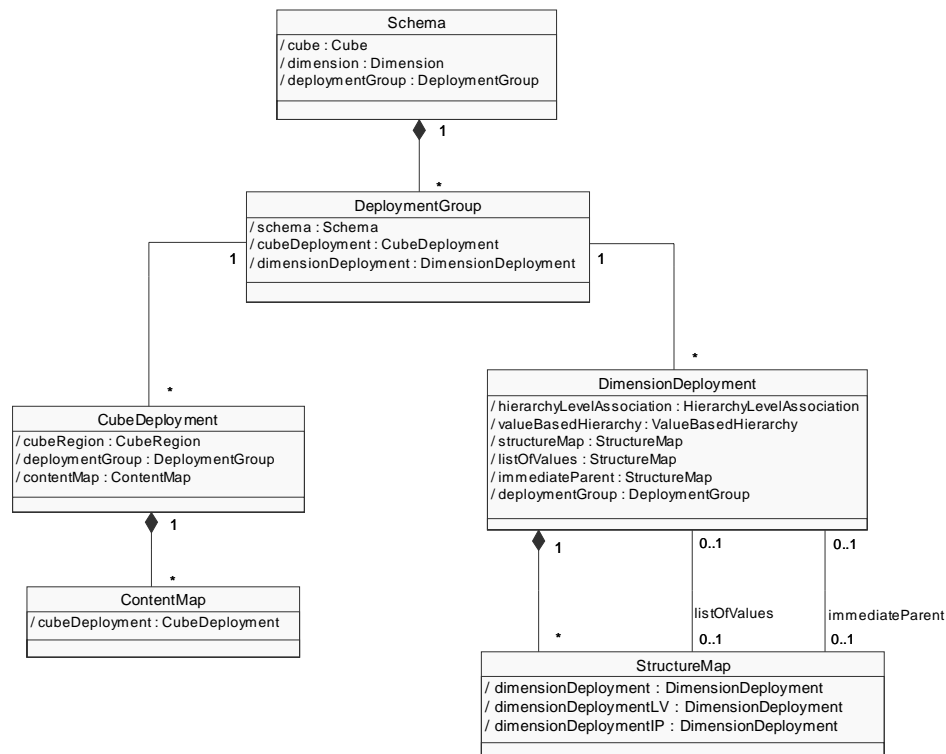 Schema
/ cube : Cube
/ dimension : Dimension
/ deploymentGroup : DeploymentGroup
1
*
DeploymentGroup
/ schema : Schema
/ cubeDeployment : CubeDeployment
/ dimensionDeployment : DimensionDeployment
1
1
*
*
CubeDeployment
/ cubeRegion : CubeRegion
/ deploymentGroup : DeploymentGroup
/ contentMap : ContentMap
1
*
ContentMap
/ cubeDeployment : CubeDeployment
DimensionDeployment
/ hierarchyLevelAssociation : HierarchyLevelAssociation
/ valueBasedHierarchy : ValueBasedHierarchy
/ structureMap : StructureMap
/ listOfValues : StructureMap
/ immediateParent : StructureMap
/ deploymentGroup : DeploymentGroup
1
0..1
0..1
listOfValues
immediateParent
*
0..1
0..1
StructureMap
/ dimensionDeployment : DimensionDeployment
/ dimensionDeploymentLV : DimensionDeployment
/ dimensionDeploymentIP : DimensionDeployment